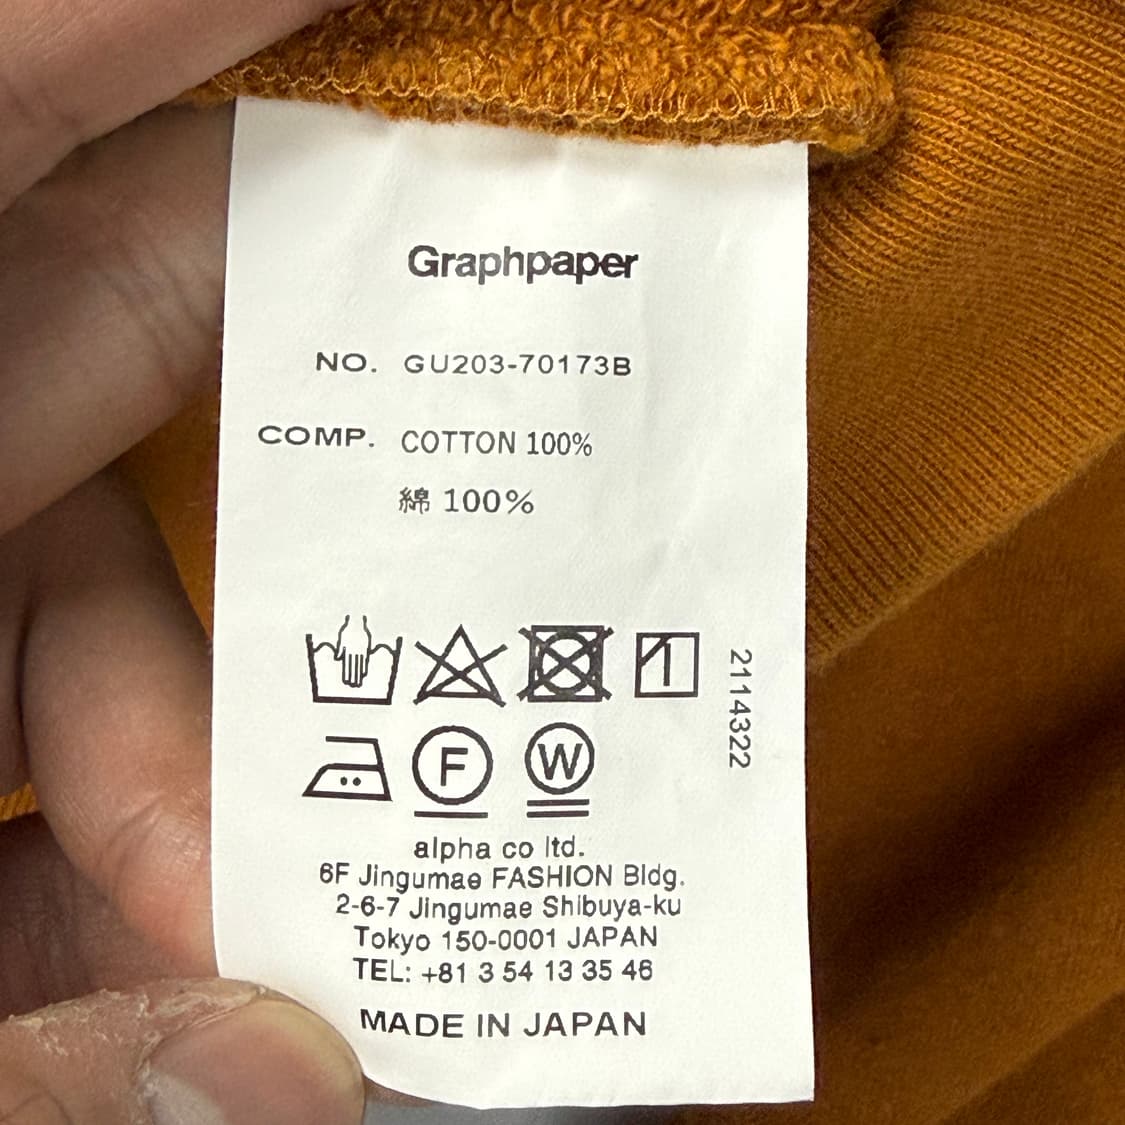 Graphpaper
NO. GU203-70173B
COMP. COTTON 100%
綿 100%
2114322
F W
alpha co ltd.
6F Jingumae FASHION Bldg.
2-6-7 Jingumae Shibuya-ku
Tokyo 150-0001 JAPAN
TEL: +81 3 54 13 35 46
MADE IN JAPAN